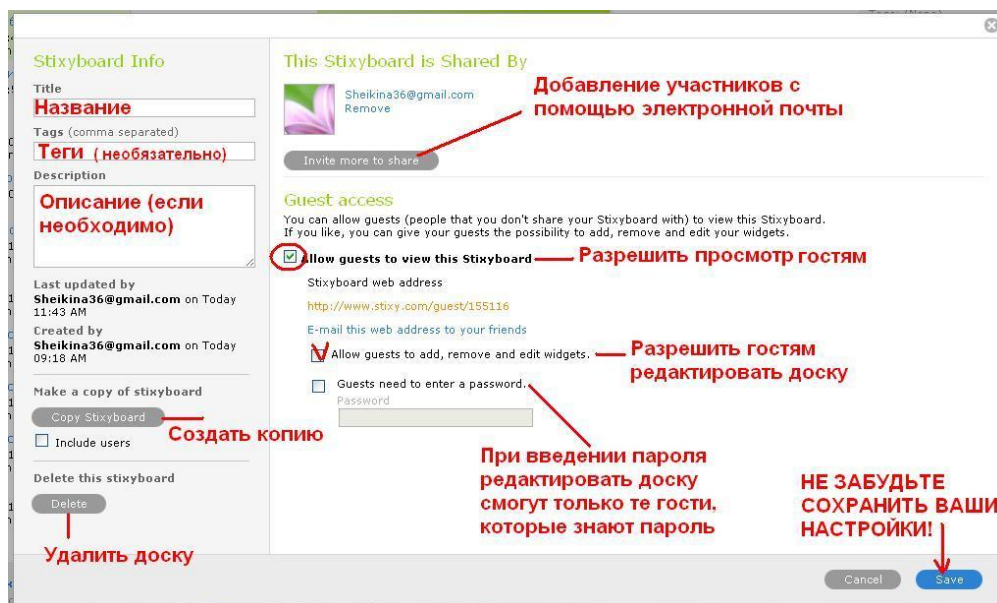 Stixyboard Info
Title
Название
Tags (comma separated)
Теги ( необязательно)
Description
Описание (если
необходимо)
Last updated by
Sheikina36@gmail.com on Today
11:43 AM
Created by
Sheikina36@gmail.com on Today
09:18 AM
Make a copy of stixyboard
Copy Stixyboard
Создать копию
Include users
Delete this stixyboard
Delete
Удалить доску
This Stixyboard is Shared By
Sheikina36@gmail.com
Remove
Добавление участников с
помощью электронной почты
Invite more to share
Guest access
You can allow guests (people that you don't share your Stixyboard with) to view this Stixyboard.
If you like, you can give your guests the possibility to add, remove and edit your widgets.
Allow guests to view this Stixyboard
Разрешить просмотр гостям
Stixyboard web address
http://www.stixy.com/guest/155116
E-mail this web address to your friends
Allow guests to add, remove and edit widgets.
Разрешить гостям
редактировать доску
Guests need to enter a password.
Password
При введении пароля
редактировать доску
смогут только те гости,
которые знают пароль
НЕ ЗАБУДЬТЕ
СОХРАНИТЬ ВАШИ
НАСТРОЙКИ!
Cancel
Save